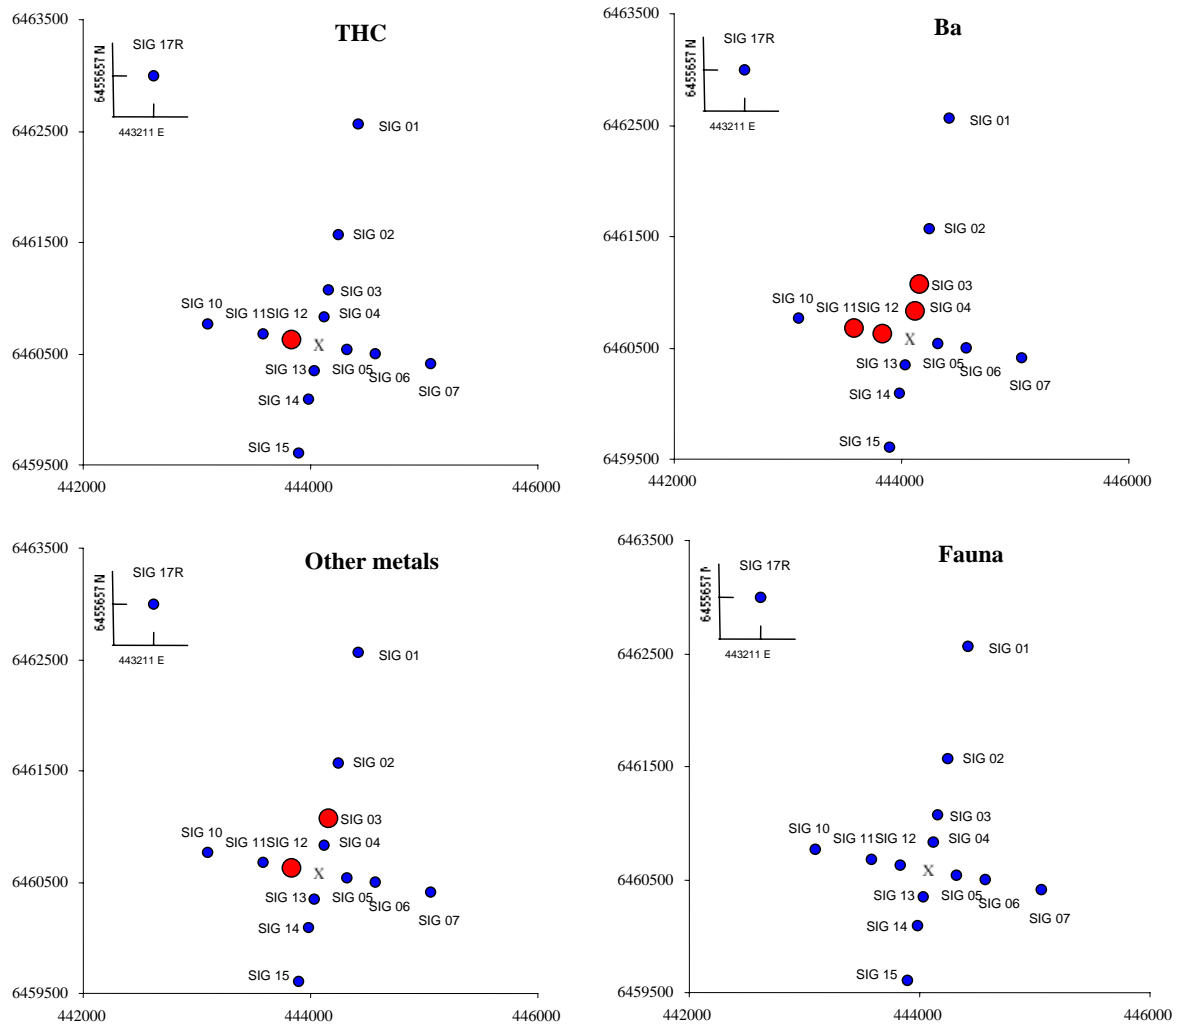 THC
6463500
6462500
6461500
6460500
6459500
442000
444000
446000
6455657 N
443211 E
SIG 17R
SIG 01
SIG 02
SIG 03
SIG 04
SIG 10
SIG 11
SIG 12
X
SIG 13
SIG 05
SIG 06
SIG 07
SIG 14
SIG 15
Ba
6463500
6462500
6461500
6460500
6459500
442000
444000
446000
6455657 N
443211 E
SIG 17R
SIG 01
SIG 02
SIG 03
SIG 04
SIG 10
SIG 11
SIG 12
X
SIG 13
SIG 05
SIG 06
SIG 07
SIG 14
SIG 15
Other metals
6463500
6462500
6461500
6460500
6459500
442000
444000
446000
6455657 N
443211 E
SIG 17R
SIG 01
SIG 02
SIG 03
SIG 04
SIG 10
SIG 11
SIG 12
X
SIG 13
SIG 05
SIG 06
SIG 07
SIG 14
SIG 15
Fauna
6463500
6462500
6461500
6460500
6459500
442000
444000
446000
6455657 N
443211 E
SIG 17R
SIG 01
SIG 02
SIG 03
SIG 04
SIG 10
SIG 11
SIG 12
X
SIG 13
SIG 05
SIG 06
SIG 07
SIG 14
SIG 15